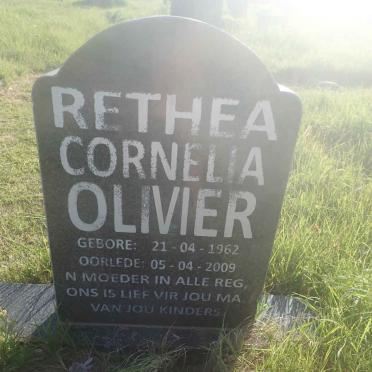 RETHEA
CORNELIA
OLIVIER
GEBORE: 21 - 04 - 1962
OORLEDE: 05 - 04 - 2009
N MOEDER IN ALLE REG,
ONS IS LIEF VIR JOU MA.
VAN JOU KINDERS